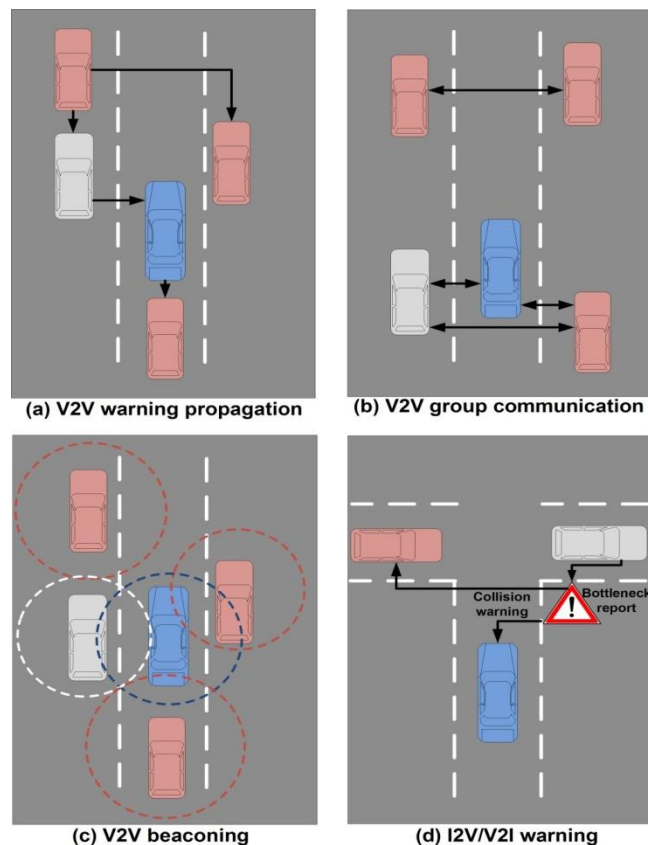 (a) V2V warning propagation
(b) V2V group communication
Collision
warning
!
Bottleneck
report
(c) V2V beaconing
(d) I2V/V2I warning